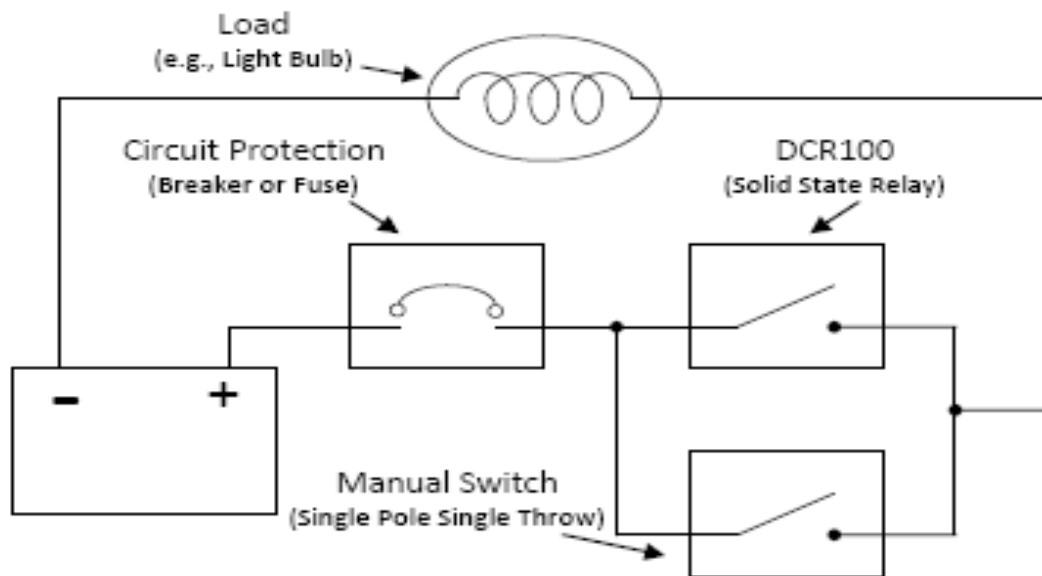 Load
(e.g., Light Bulb)
Circuit Protection
(Breaker or Fuse)
DCR100
(Solid State Relay)
- +
Manual Switch
(Single Pole Single Throw)